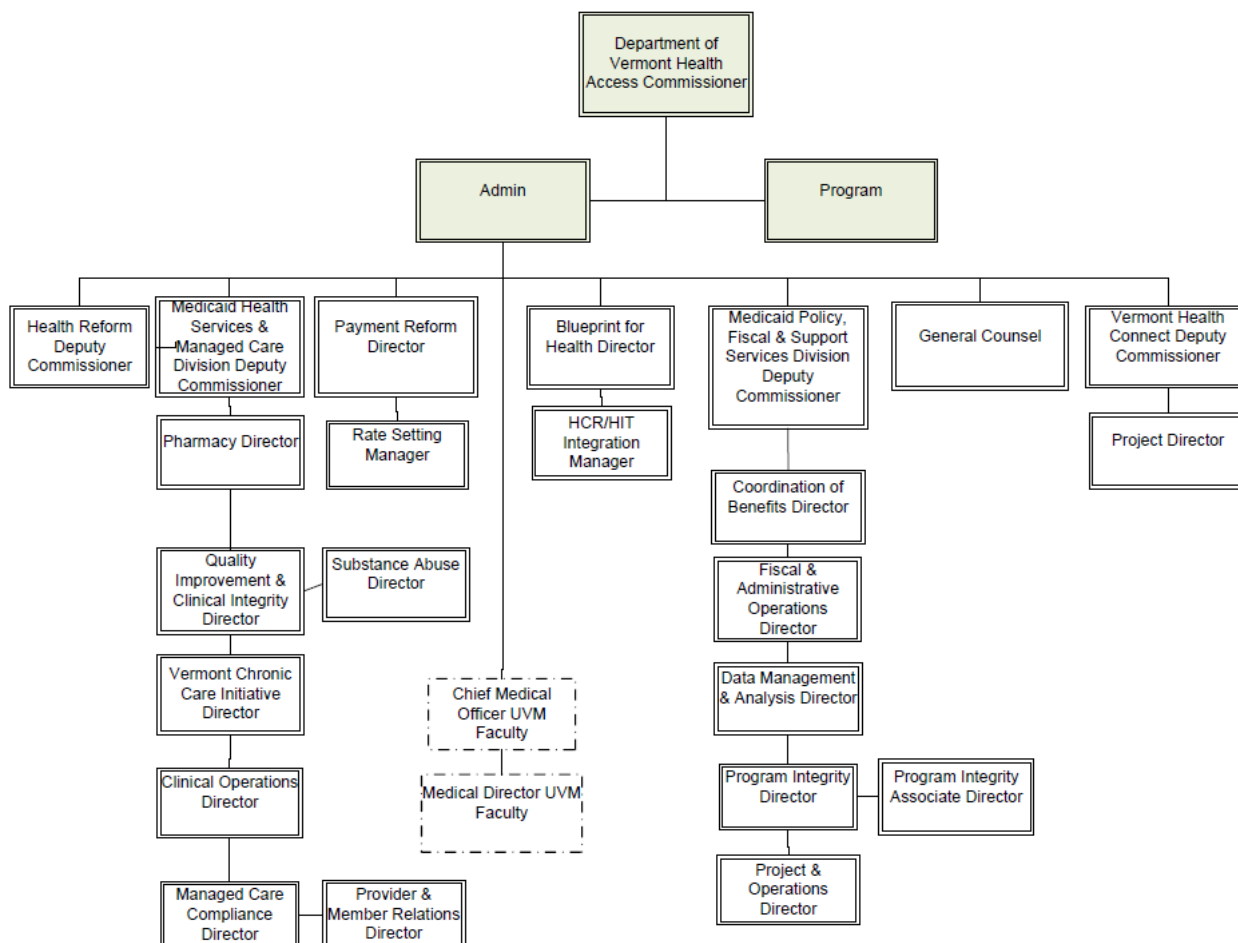 Department of
Vermont Health
Access Commissioner
Admin
Program
Health Reform
Deputy
Commissioner
Medicaid Health
Services &
Managed Care
Division Deputy
Commissioner
Payment Reform
Director
Blueprint for
Health Director
Medicaid Policy,
Fiscal & Support
Services Division
Deputy
Commissioner
General Counsel
Vermont Health
Connect Deputy
Commissioner
Pharmacy Director
Rate Setting
Manager
HCR/HIT
Integration
Manager
Project Director
Coordination of
Benefits Director
Quality
Improvement &
Clinical Integrity
Director
Substance Abuse
Director
Fiscal &
Administrative
Operations
Director
Vermont Chronic
Care Initiative
Director
Chief Medical
Officer UVM
Faculty
Data Management
& Analysis Director
Clinical Operations
Director
Medical Director UVM
Faculty
Program Integrity
Director
Program Integrity
Associate Director
Managed Care
Compliance
Director
Provider &
Member Relations
Director
Project &
Operations
Director